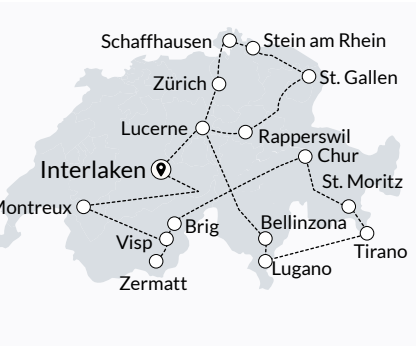 Schaffhausen
Stein am Rhein
Zürich
St. Gallen
Lucerne
Rapperswil
Chur
Interlaken
St. Moritz
Montreux
Brig
Bellinzona
Visp
Tirano
Lugano
Zermatt